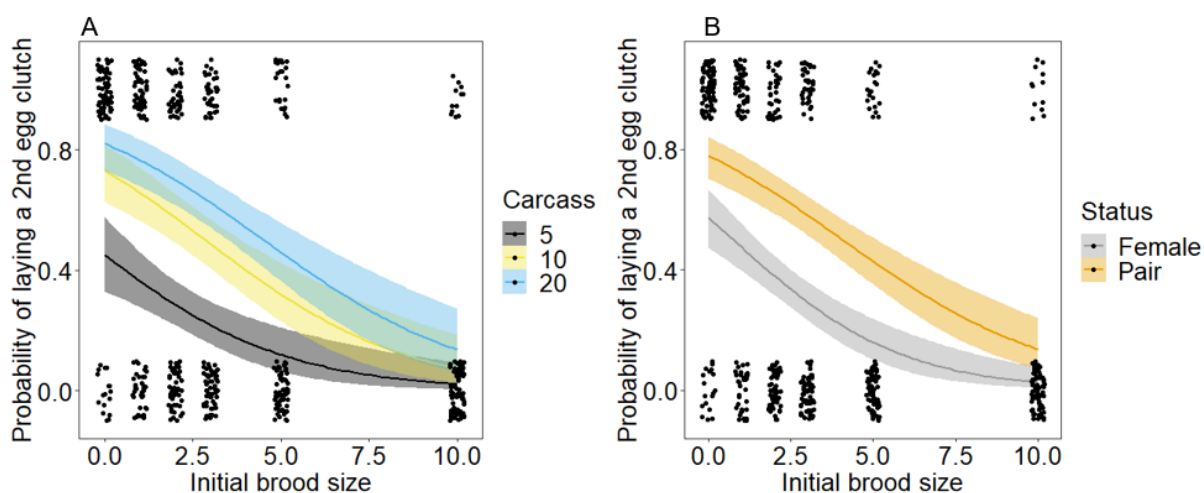 A
Probability of laying a 2nd egg clutch
0.8
0.4
0.0
0.0 2.5 5.0 7.5 10.0
Initial brood size
Carcass
5
10
20
B
Probability of laying a 2nd egg clutch
0.8
0.4
0.0
0.0 2.5 5.0 7.5 10.0
Initial brood size
Status
Female
Pair